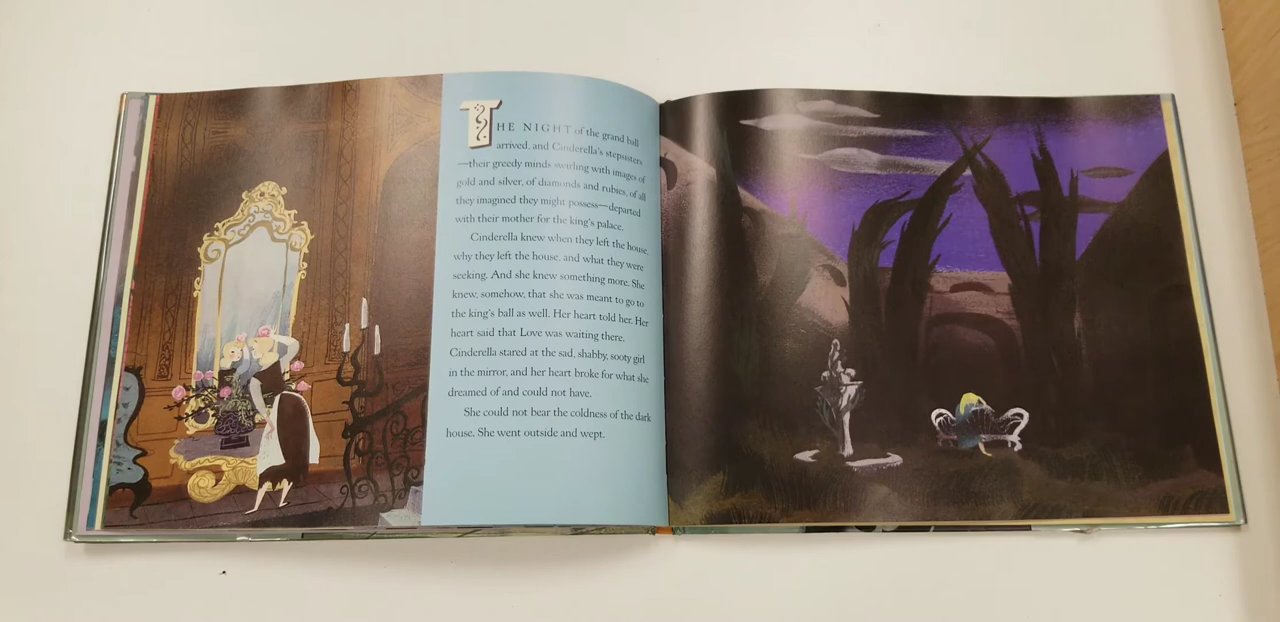 THE NIGHT of the grand ball
arrived, and Cinderella's stepsisters
—their greedy minds swirling with images of
gold and silver, of diamonds and rubies, of all
they imagined they might possess—departed
with their mother for the king's palace.
Cinderella knew when they left the house,
why they left the house, and what they were
seeking. And she knew something more. She
knew, somehow, that she was meant to go to
the king's ball as well. Her heart told her. Her
heart said that Love was waiting there.
Cinderella stared at the sad, shabby, sooty girl
in the mirror, and her heart broke for what she
dreamed of and could not have.
She could not bear the coldness of the dark
house. She went outside and wept.